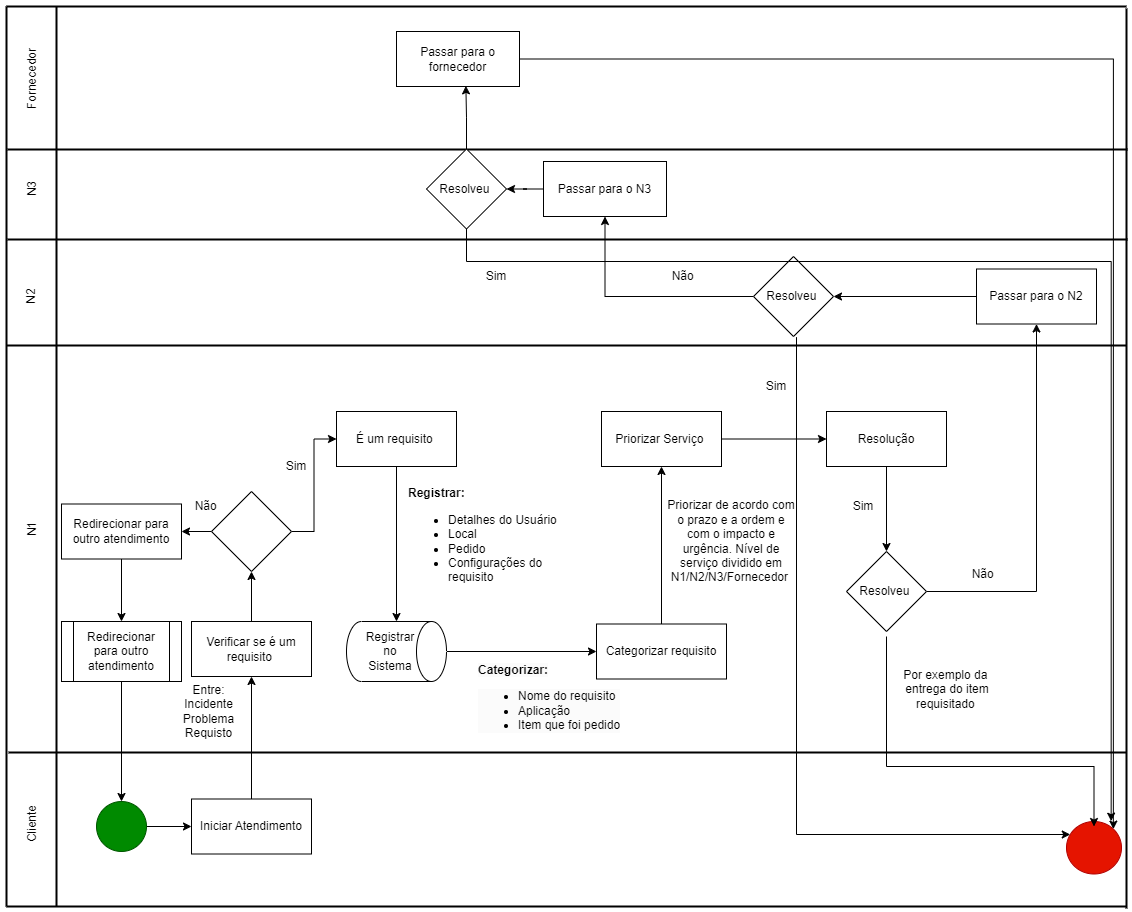 Fornecedor
Passar para o
fornecedor
N3
Resolveu
Passar para o N3
N2
Sim
Não
Resolveu
Passar para o N2
N1
Sim
É um requisito
Priorizar Serviço
Resolução
Sim
Não
Redirecionar para
outro atendimento
Registrar:
Detalhes do Usuário
Local
Pedido
Configurações do
requisito
Priorizar de acordo com
o prazo e a ordem e
com o impacto e
urgência. Nível de
serviço dividido em
N1/N2/N3/Fornecedor
Sim
Resolveu
Não
Redirecionar
para outro
atendimento
Verificar se é um
requisito
Registrar
no
Sistema
Categorizar requisito
Entre:
Incidente
Problema
Requisto
Categorizar:
Nome do requisito
Aplicação
Item que foi pedido
Por exemplo da
entrega do item
requisitado
Cliente
Iniciar Atendimento